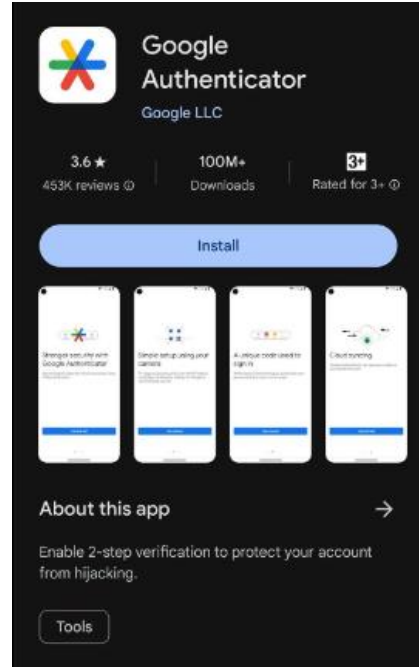 Google
Authenticator
Google LLC
3.6 ★
453K reviews
100M+
Downloads
3+
Rated for 3+
Install
Stronger security with
Google Authenticator
Simple setup using your
camera
A unique code used to
sign in
Cloud syncing
About this app
Enable 2-step verification to protect your account
from hijacking.
Tools